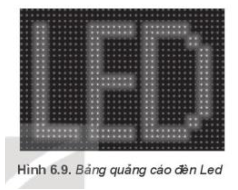 LED
Hình 6.9. Bảng quảng cáo đèn Led